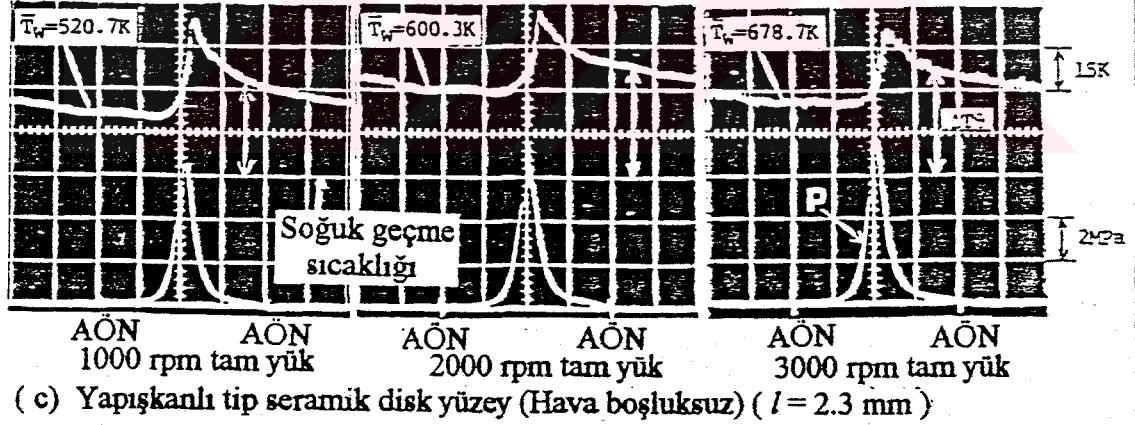 T̅w=520.7K
T̅w=600.3K
T̅w=678.7K
15K
P
2MPa
Soğuk geçme
sıcaklığı
AÖN AÖN AÖN AÖN AÖN AÖN
1000 rpm tam yük 2000 rpm tam yük 3000 rpm tam yük
( c) Yapışkanlı tip seramik disk yüzey (Hava boşluksuz) ( l = 2.3 mm )